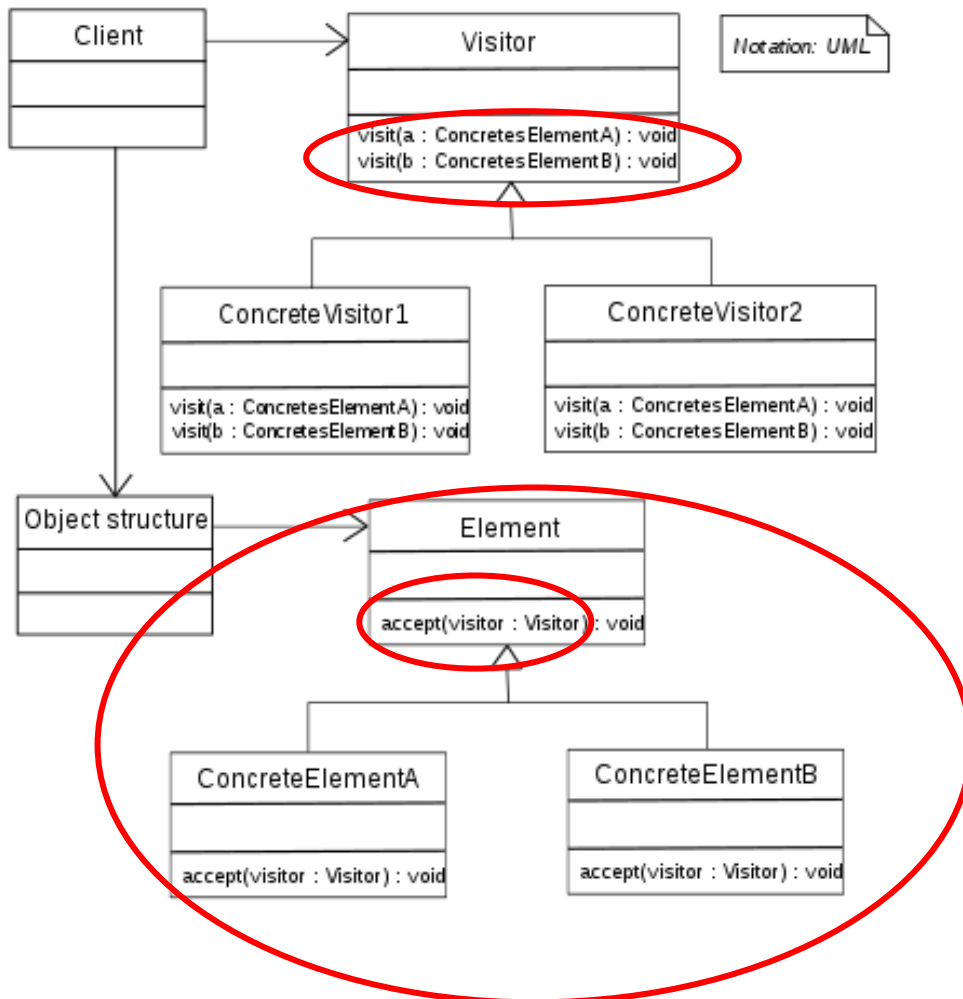 Client
Visitor
Notation: UML
visit(a : ConcretesElementA) : void
visit(b : ConcretesElementB) : void
ConcreteVisitor1
visit(a : ConcretesElementA) : void
visit(b : ConcretesElementB) : void
ConcreteVisitor2
visit(a : ConcretesElementA) : void
visit(b : ConcretesElementB) : void
Object structure
Element
accept(visitor : Visitor) : void
ConcreteElementA
accept(visitor : Visitor) : void
ConcreteElementB
accept(visitor : Visitor) : void